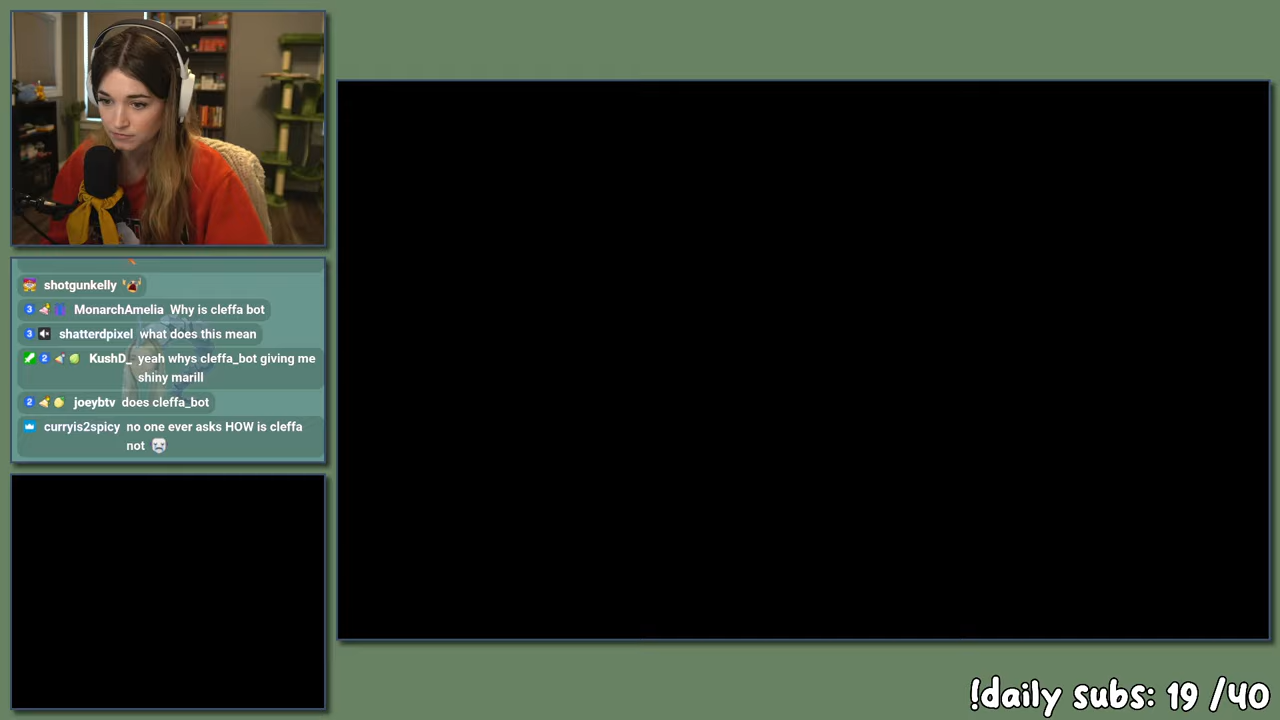 shotgunkelly
MonarchAmelia Why is cleffa bot
shatterdpixel what does this mean
KushD_ yeah whys cleffa_bot giving me
shiny marill
joeybtv does cleffa_bot
curryis2spicy no one ever asks HOW is cleffa
not
!daily subs: 19 /40